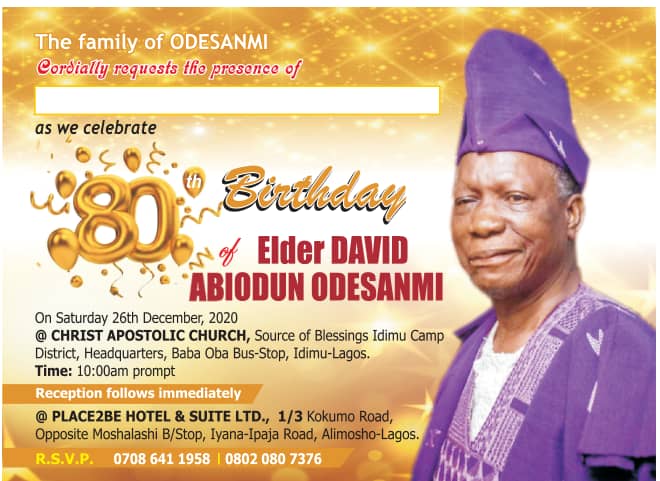 The family of ODESANMI
Cordially requests the presence of
as we celebrate
80th Birthday
of Elder DAVID
ABIODUN ODESANMI
On Saturday 26th December, 2020
@ CHRIST APOSTOLIC CHURCH, Source of Blessings Idimu Camp
District, Headquarters, Baba Oba Bus-Stop, Idimu-Lagos.
Time: 10:00am prompt
Reception follows immediately
@ PLACE2BE HOTEL & SUITE LTD., 1/3 Kokumo Road,
Opposite Moshalashi B/Stop, Iyana-Ipaja Road, Alimosho-Lagos.
R.S.V.P. 0708 641 1958 | 0802 080 7376